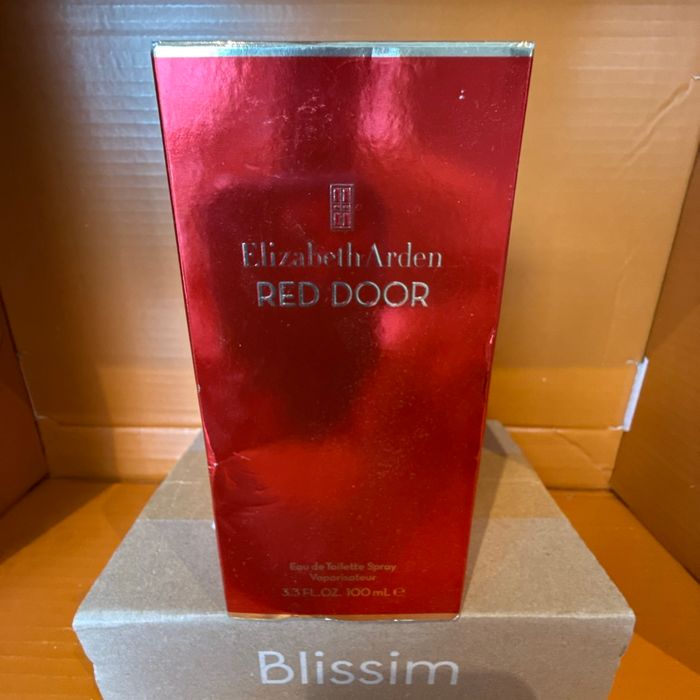 Elizabeth Arden
RED DOOR
Eau de Toilette Spray
Vaporisateur
3.3 FL.OZ. 100 mL ℮
Blissim